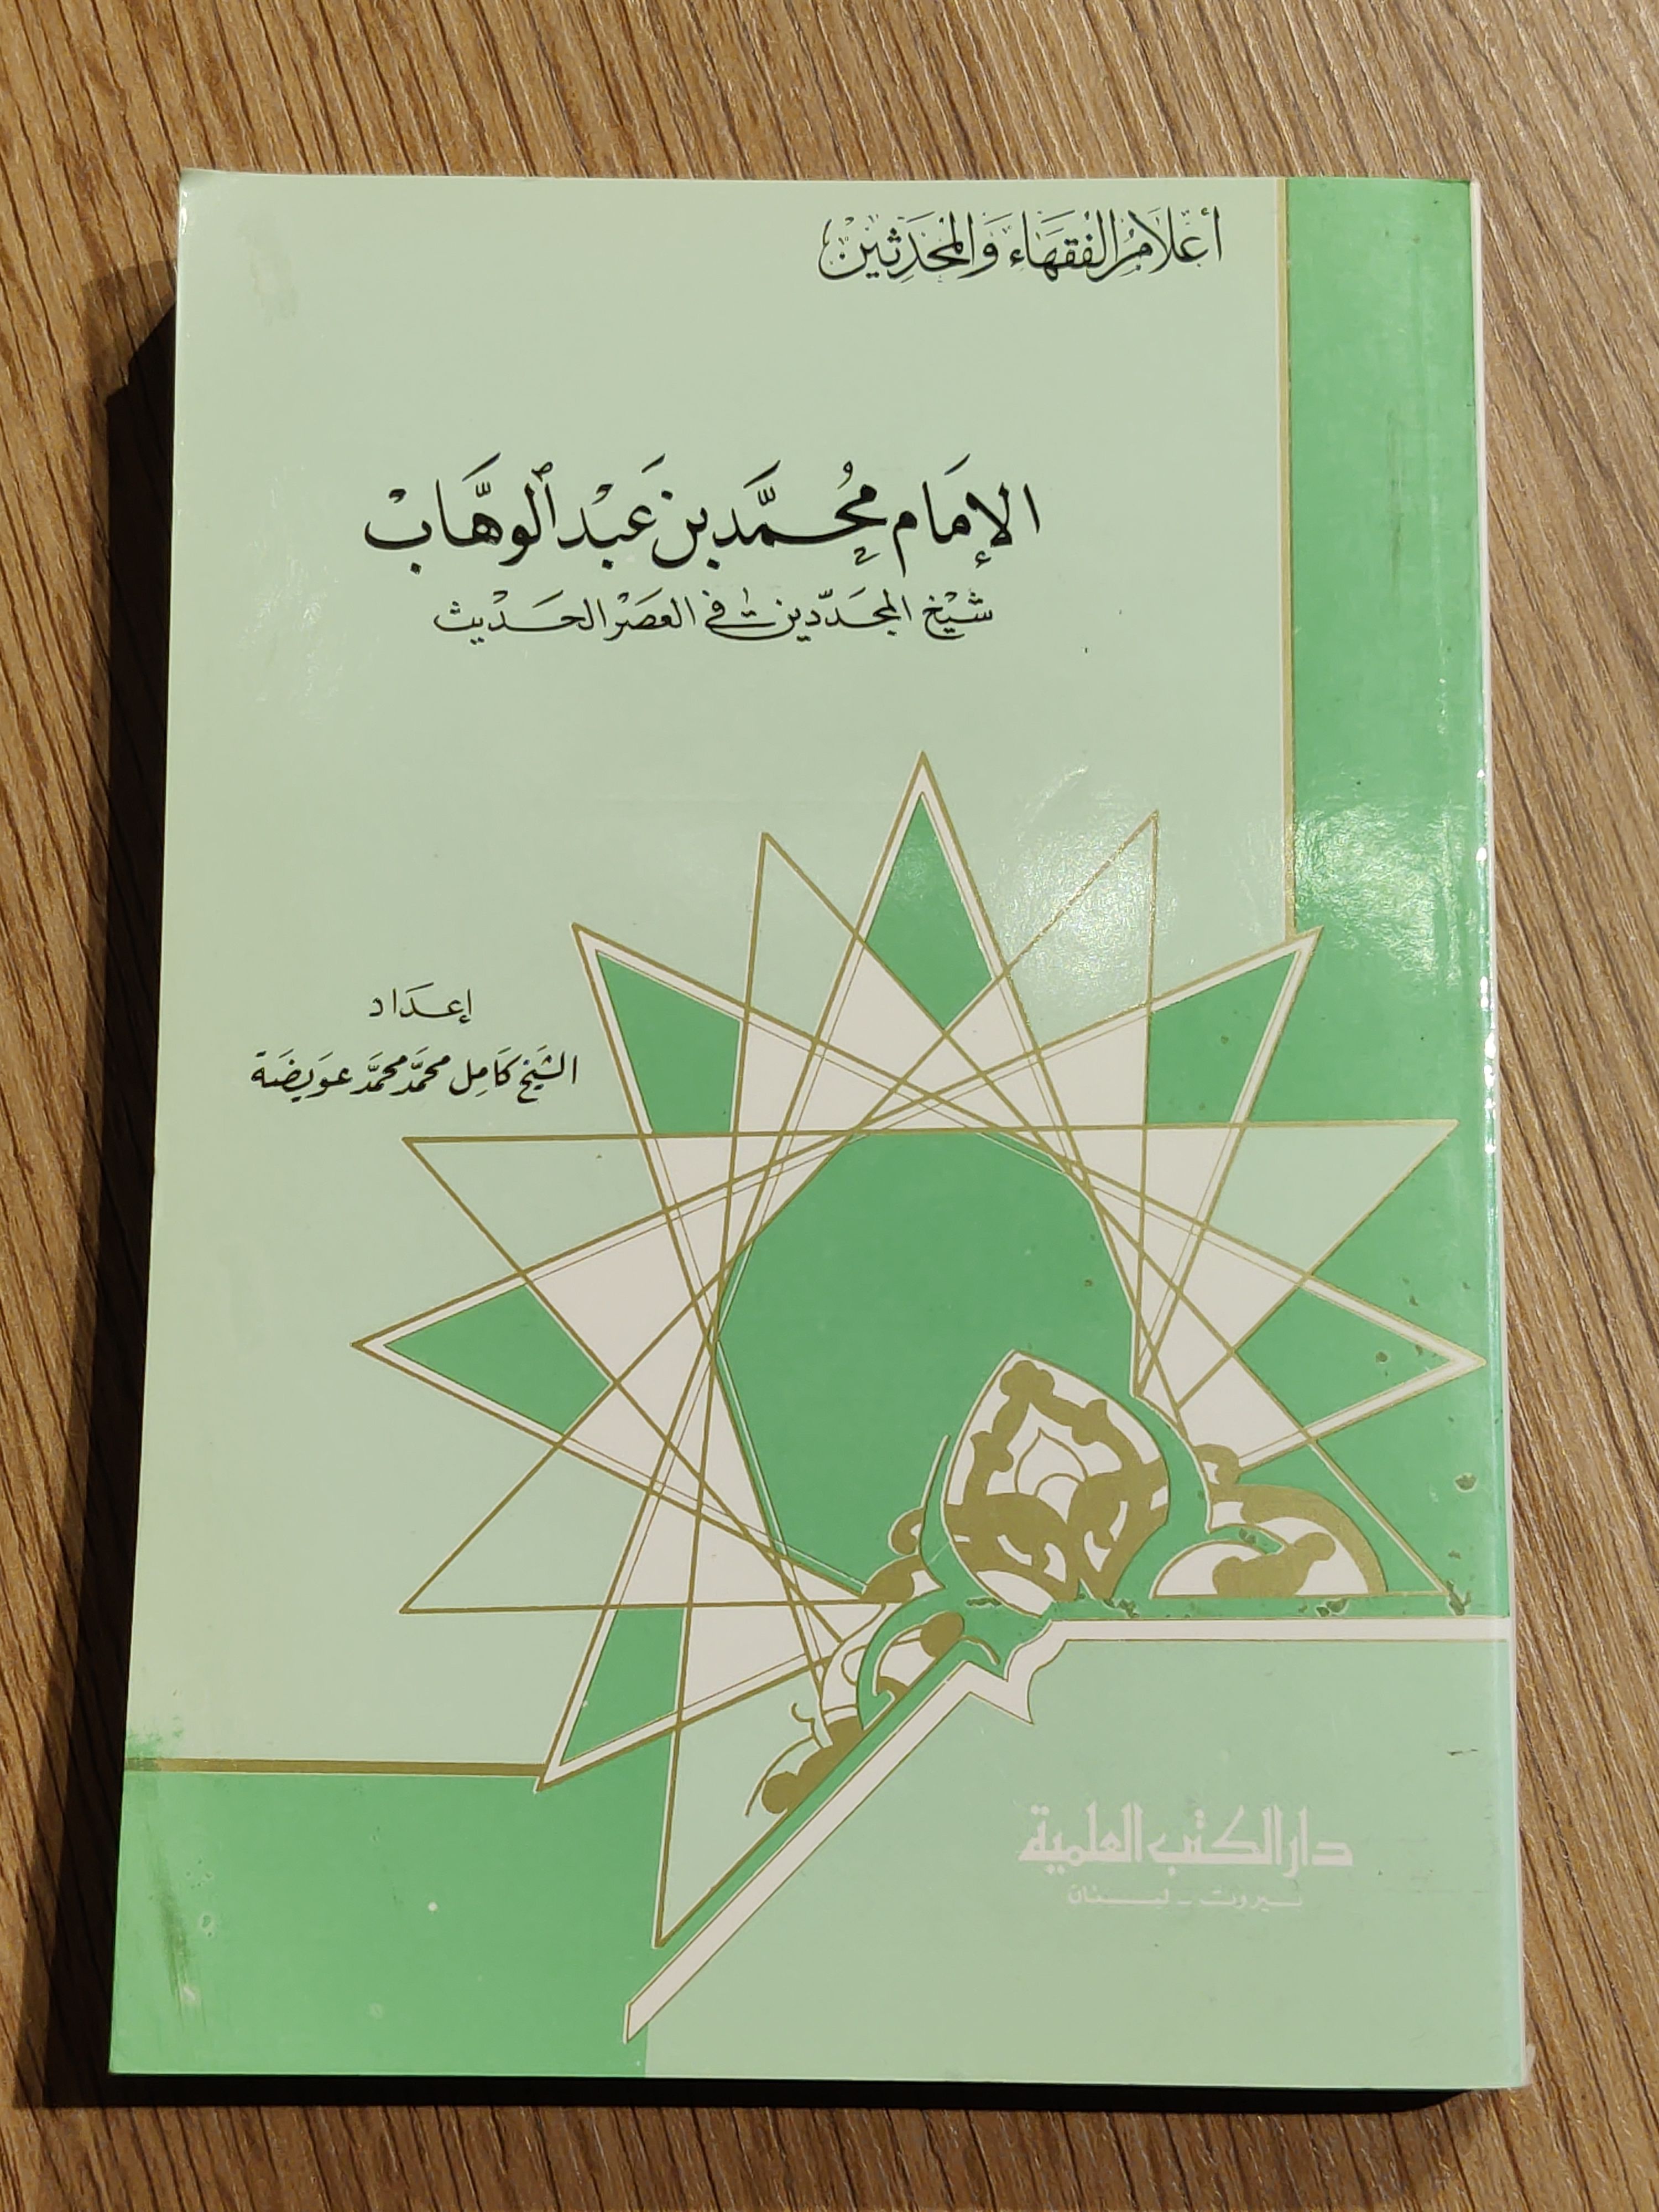 أعلام الفقهاء والمحدثين
الإمام محمد بن عبد الوهاب
شيخ المجددين في العصر الحديث
إعداد
الشيخ كامل محمد محمد عويضة
دار الكتب العلمية
بيروت - لبنان